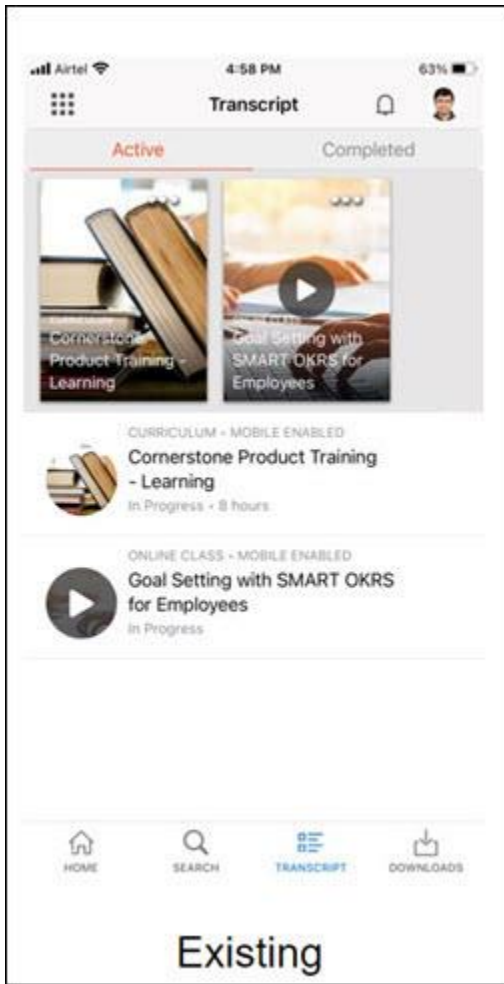 Airtel 4:58 PM 63%
Transcript
Active Completed
Cornerstone
Product Training -
Learning
Goal Setting with
SMART OKRS for
Employees
CURRICULUM • MOBILE ENABLED
Cornerstone Product Training
- Learning
In Progress • 8 hours
ONLINE CLASS • MOBILE ENABLED
Goal Setting with SMART OKRS
for Employees
In Progress
HOME SEARCH TRANSCRIPT DOWNLOADS
Existing